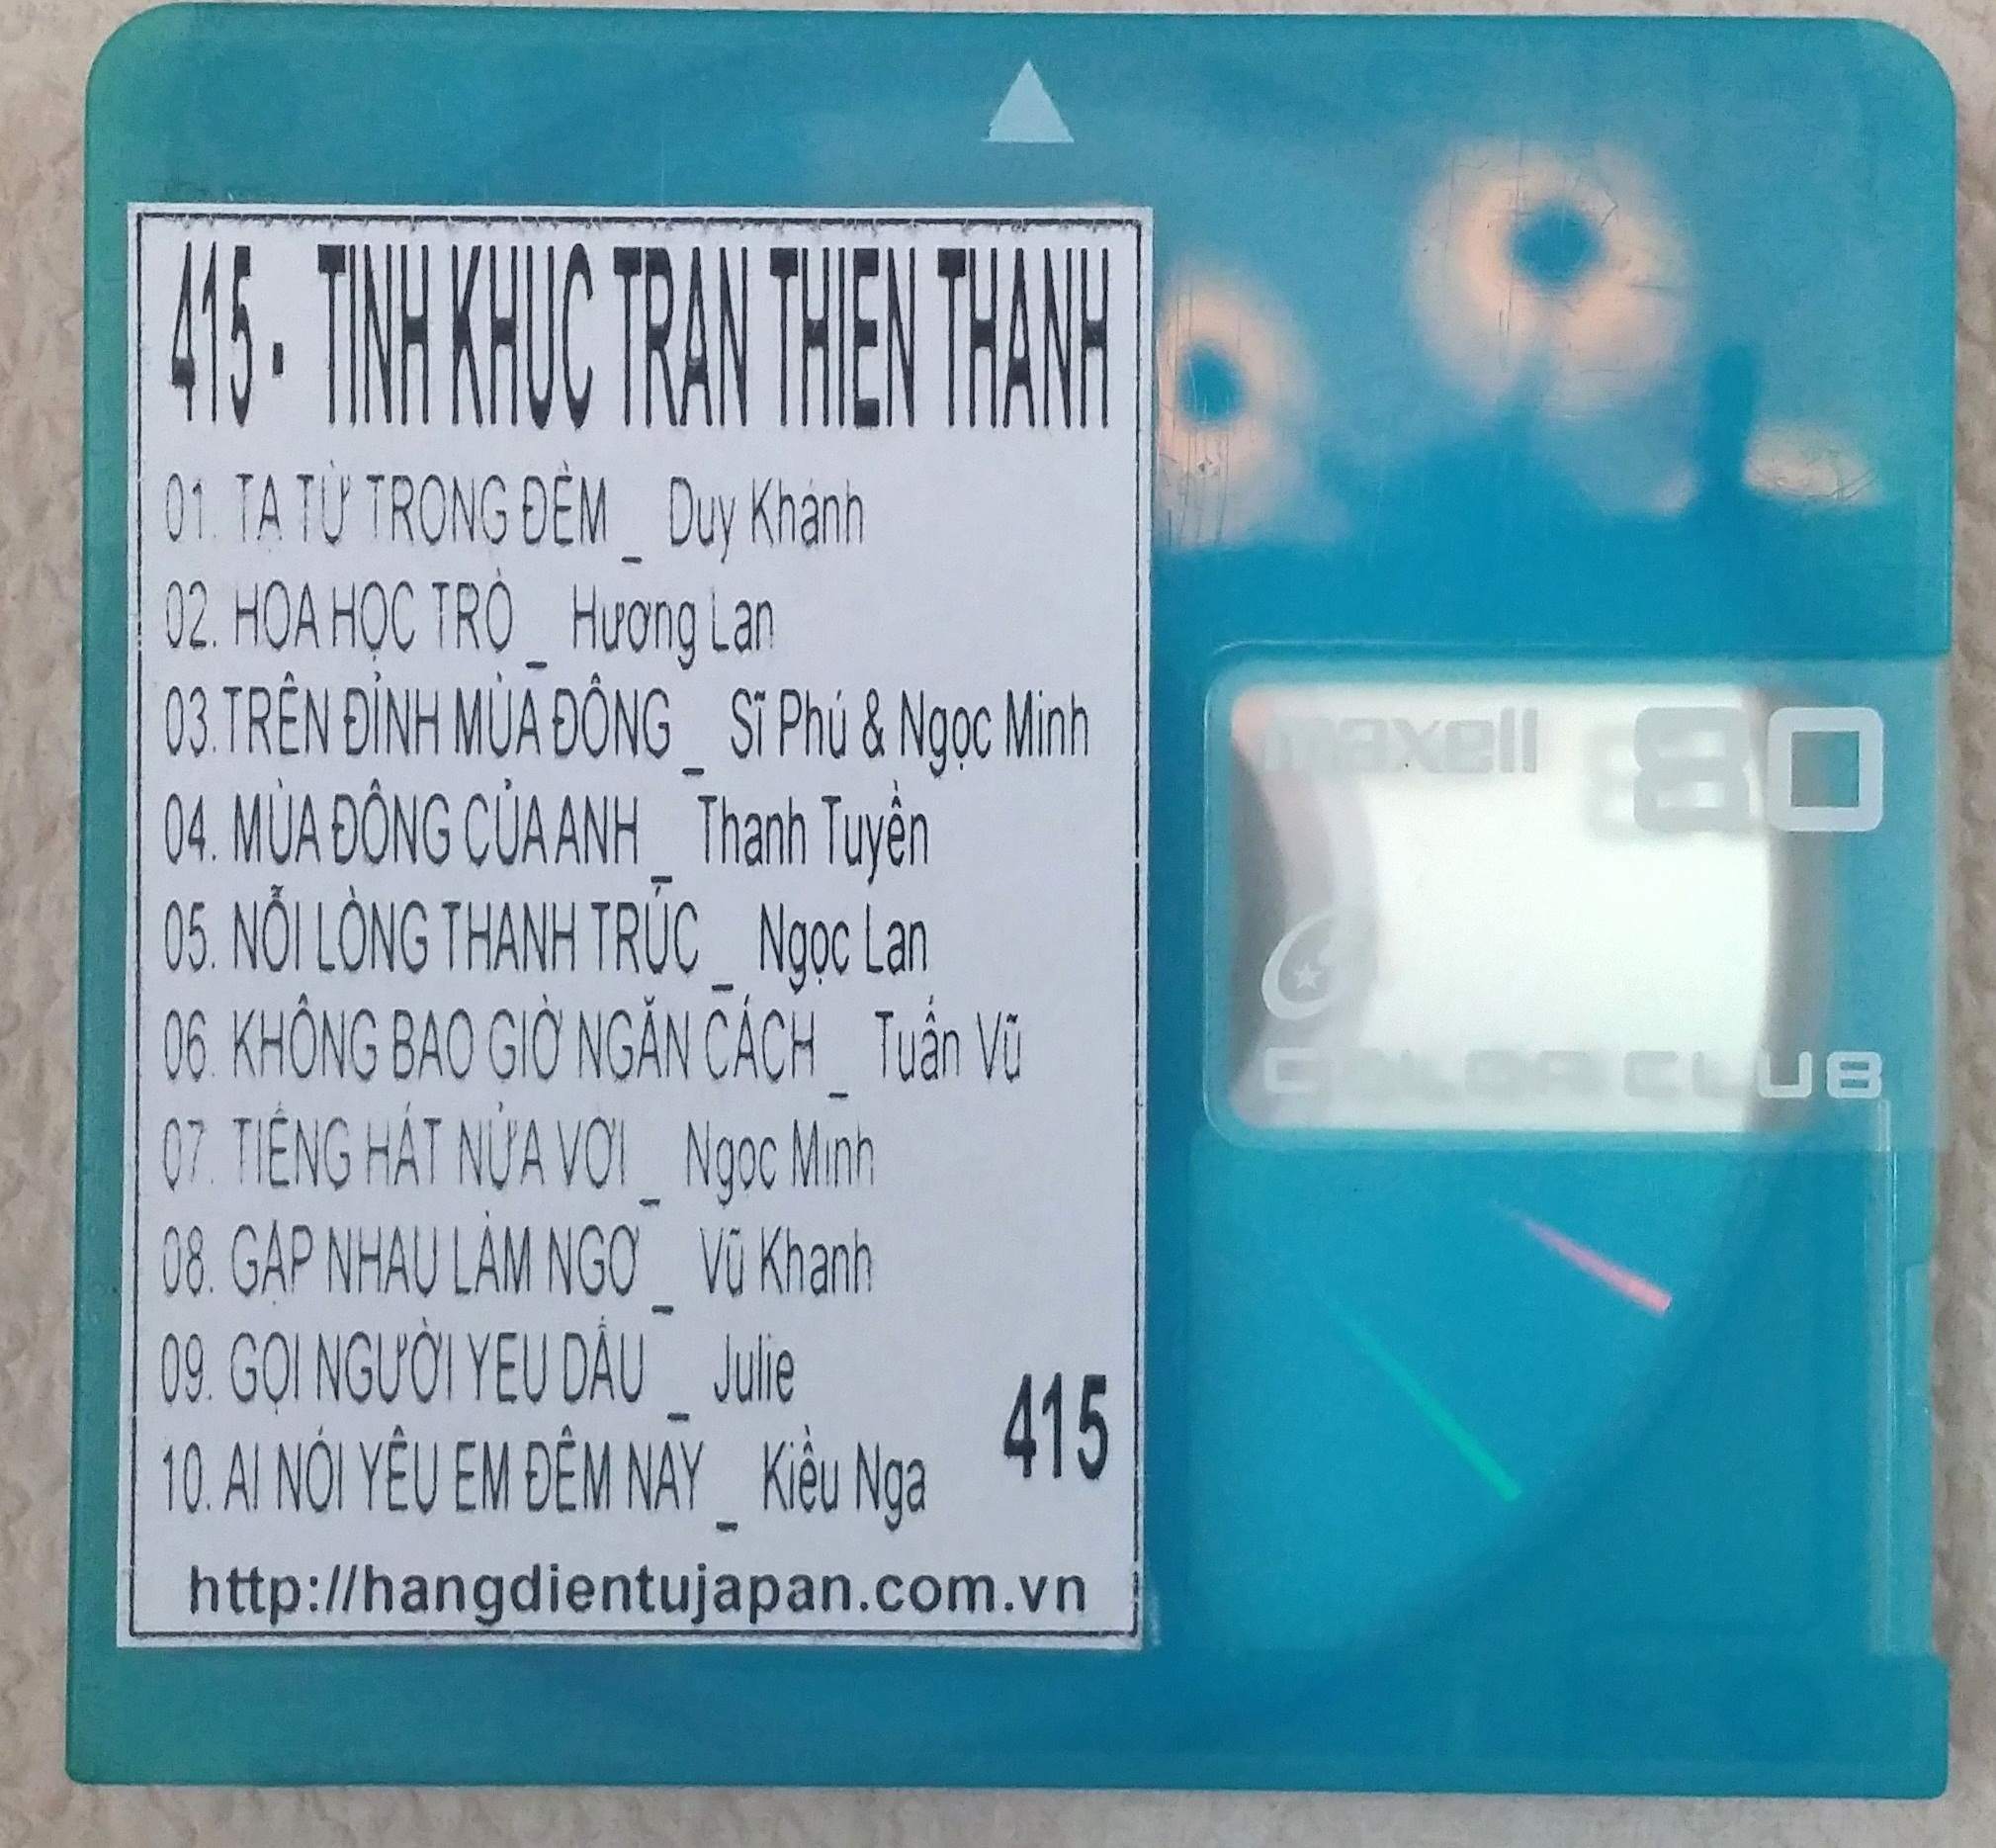 415 - TINH KHUC TRAN THIEN THANH
01. TẠ TỪ TRONG ĐÊM _ Duy Khánh
02. HOA HỌC TRÒ _ Hương Lan
03.TRÊN ĐỈNH MÙA ĐÔNG _ Sĩ Phú & Ngọc Minh
04. MÙA ĐÔNG CỦA ANH _ Thanh Tuyền
05. NỖI LÒNG THANH TRÚC _ Ngọc Lan
06. KHÔNG BAO GIỜ NGĂN CÁCH _ Tuấn Vũ
07. TIẾNG HÁT NỬA VỜI _ Ngọc Minh
08. GẶP NHAU LÀM NGƠ _ Vũ Khanh
09. GỌI NGƯỜI YÊU DẤU _ Julie
10. AI NÓI YÊU EM ĐÊM NAY _ Kiều Nga
415
http://hangdientujapan.com.vn
maxell 80
COLOR CLUB